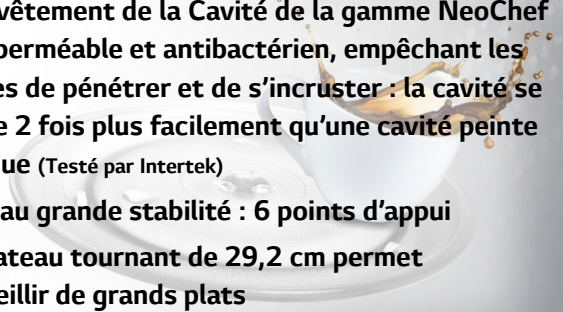 vêtement de la Cavité de la gamme NeoChef
perméable et antibactérien, empêchant les
es de pénétrer et de s’incruster : la cavité se
e 2 fois plus facilement qu’une cavité peinte
ue (Testé par Intertek)
au grande stabilité : 6 points d’appui
ateau tournant de 29,2 cm permet
eillir de grands plats